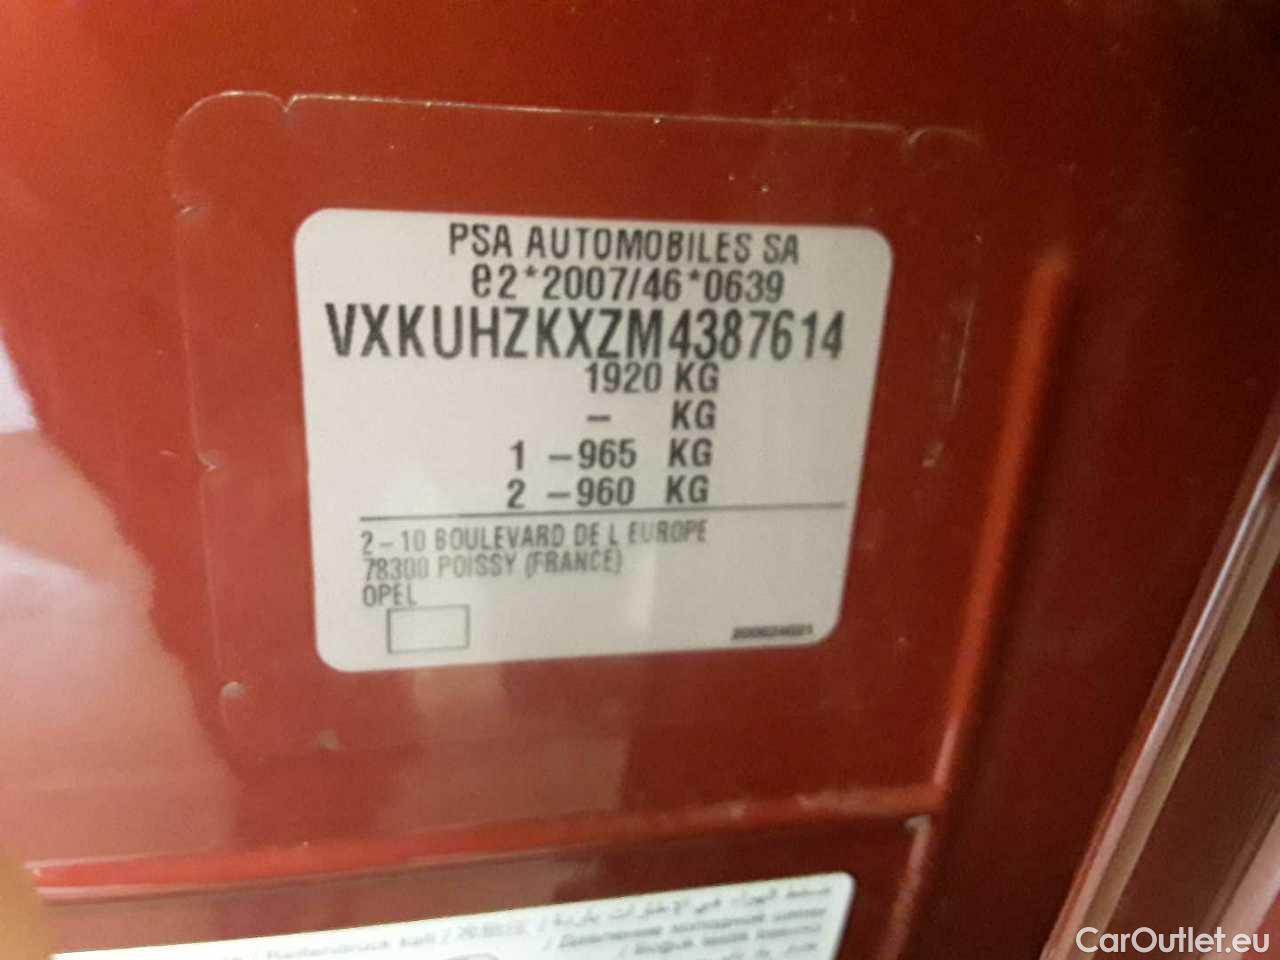 PSA AUTOMOBILES SA
e2*2007/46*0639
VXKUHZKXZM4387614
1920 KG
- KG
1 -965 KG
2 -960 KG
2-10 BOULEVARD DE L EUROPE
78300 POISSY (FRANCE)
OPEL
CarOutlet.eu